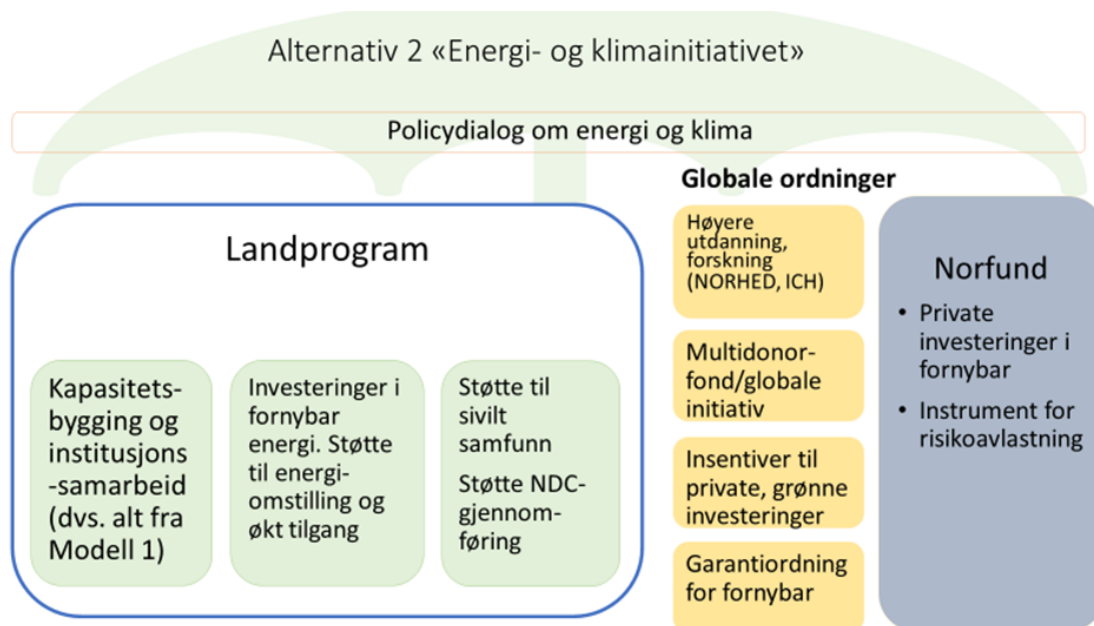 Alternativ 2 «Energi- og klimainitiativet»
Policydialog om energi og klima
Landprogram
Kapasitets-
bygging og
institusjons
-samarbeid
(dvs. alt fra
Modell 1)
Investeringer i
fornybar
energi. Støtte
til energi-
omstilling og
økt tilgang
Støtte til
sivilt
samfunn
Støtte NDC-
gjennom-
føring
Globale ordninger
Høyere
utdanning,
forskning
(NORHED, ICH)
Multidonor-
fond/globale
initiativ
Insentiver til
private, grønne
investeringer
Garantiordning
for fornybar
Norfund
• Private
investeringer i
fornybar
• Instrument for
risikoavlastning